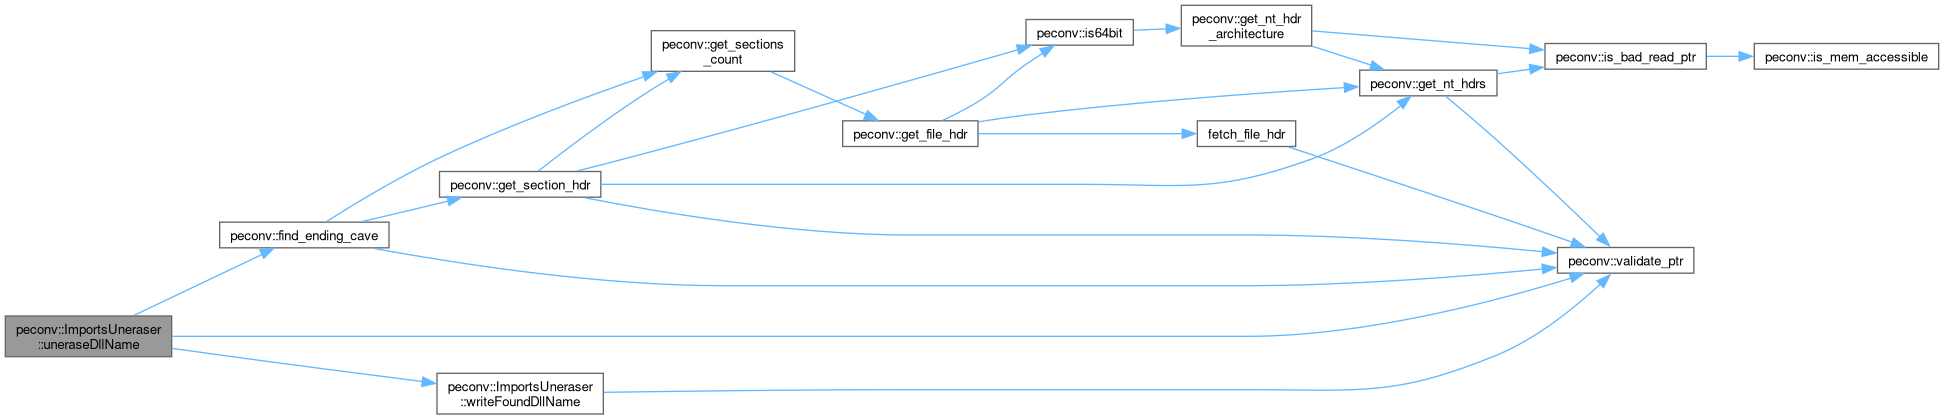 peconv::ImportsUneraser
::uneraseDllName
peconv::find_ending_cave
peconv::get_section_hdr
peconv::get_sections
_count
peconv::get_file_hdr
peconv::is64bit
peconv::get_nt_hdr
_architecture
peconv::get_nt_hdrs
peconv::is_bad_read_ptr
peconv::is_mem_accessible
fetch_file_hdr
peconv::validate_ptr
peconv::ImportsUneraser
::writeFoundDllName